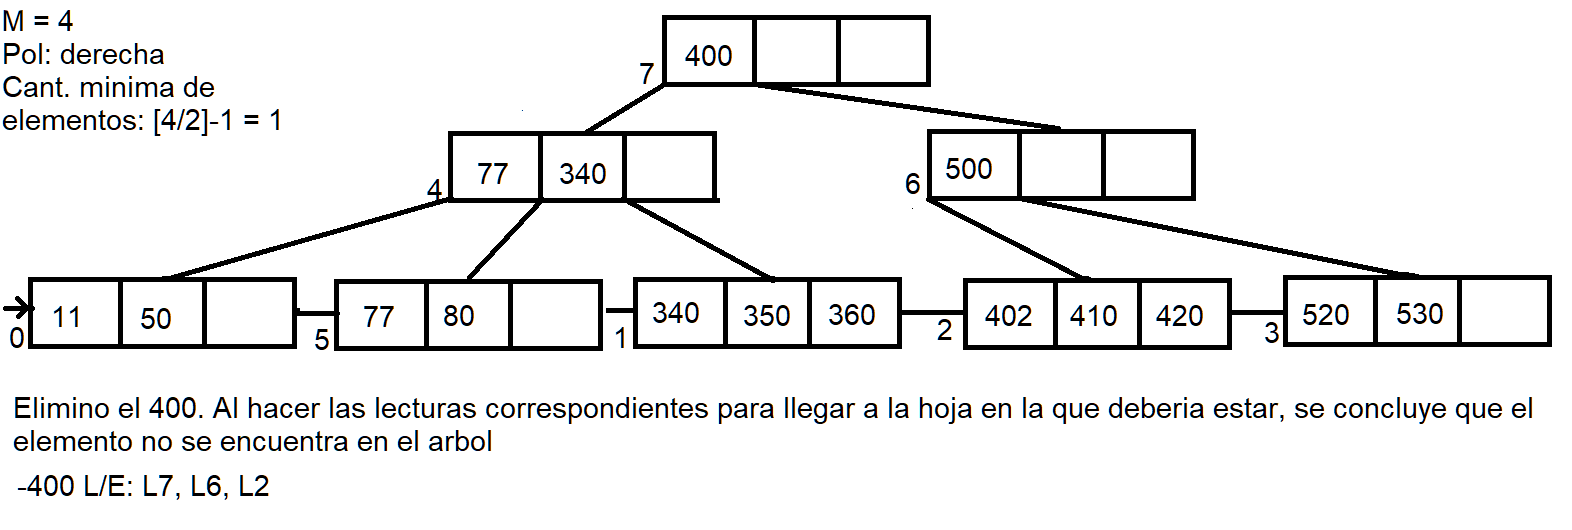 M = 4
Pol: derecha
Cant. minima de
elementos: [4/2]-1 = 1
400
7
77 340
4
500
6
11 50
0
77 80
5
340 350 360
1
402 410 420
2
520 530
3
Elimino el 400. Al hacer las lecturas correspondientes para llegar a la hoja en la que deberia estar, se concluye que el
elemento no se encuentra en el arbol
-400 L/E: L7, L6, L2